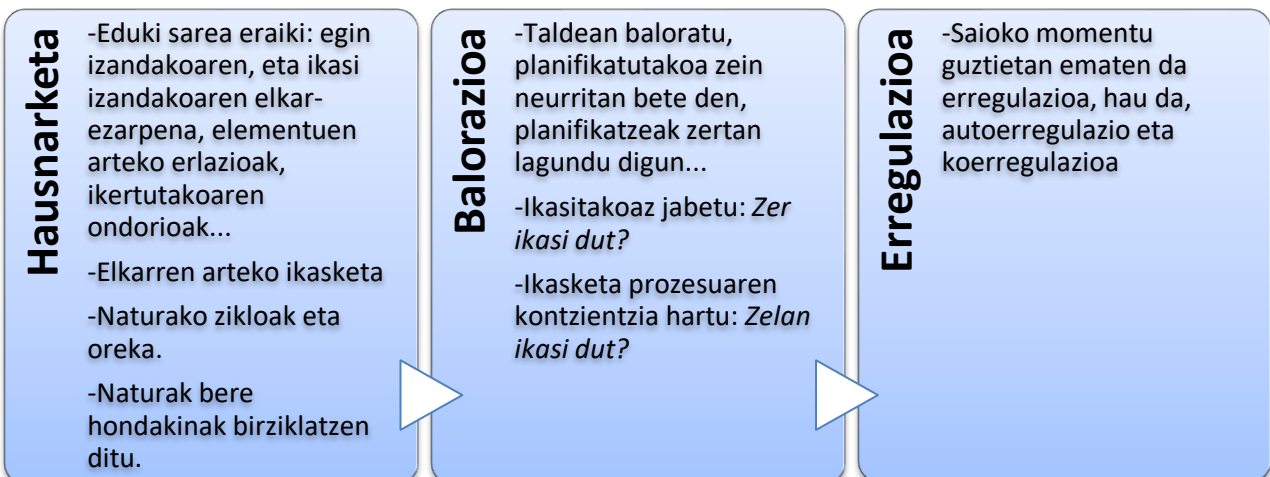 Hausnarketa
-Eduki sarea eraiki: egin
izandakoaren, eta ikasi
izandakoaren elkar-
ezarpena, elementuen
arteko erlazioak,
ikertutakoaren
ondorioak...
-Elkarren arteko ikasketa
-Naturako zikloak eta
oreka.
-Naturak bere
hondakinak birziklatzen
ditu.
Balorazioa
-Taldean baloratu,
planifikatutakoa zein
neurritan bete den,
planifikatzeak zertan
lagundu digun...
-Ikasitakoaz jabetu: Zer
ikasi dut?
-Ikasketa prozesuaren
kontzientzia hartu: Zelan
ikasi dut?
Erregulazioa
-Saioko momentu
guztietan ematen da
erregulazioa, hau da,
autoerregulazio eta
koerregulazioa